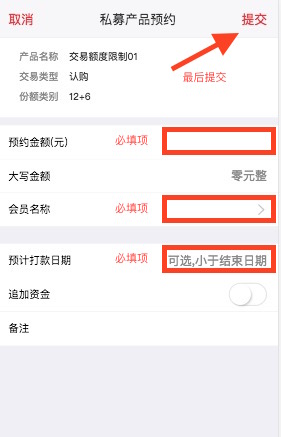 取消 私募产品预约 提交
产品名称 交易额度限制01
交易类型 认购 最后提交
份额类别 12+6
预约金额(元) 必填项
大写金额 零元整
会员名称 必填项
预计打款日期 必填项 可选,小于结束日期
追加资金
备注